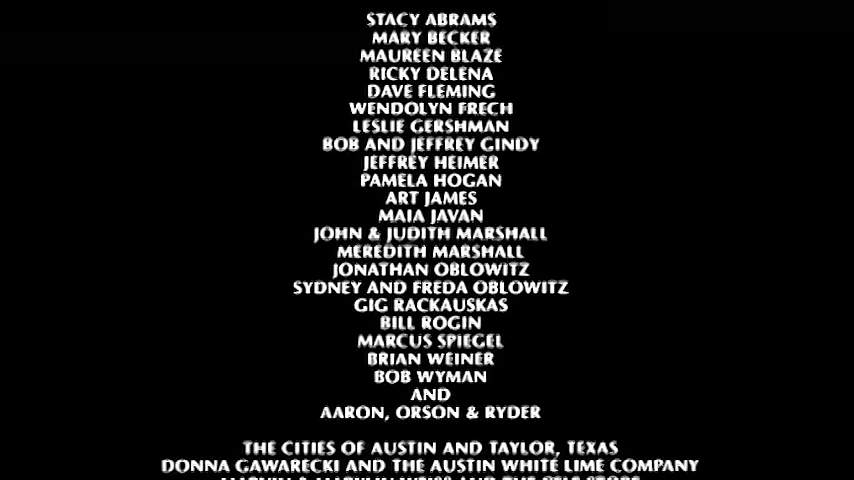 STACY ABRAMS
MARY BECKER
MAUREEN BLAZE
RICKY DELENA
DAVE FLEMING
WENDOLYN FRECH
LESLIE GERSHMAN
BOB AND JEFFREY GINDY
JEFFREY HEIMER
PAMELA HOGAN
ART JAMES
MAIA JAVAN
JOHN & JUDITH MARSHALL
MEREDITH MARSHALL
JONATHAN OBLOWITZ
SYDNEY AND FREDA OBLOWITZ
GIG RACKAUSKAS
BILL ROGIN
MARCUS SPIEGEL
BRIAN WEINER
BOB WYMAN
AND
AARON, ORSON & RYDER
THE CITIES OF AUSTIN AND TAYLOR, TEXAS
DONNA GAWARECKI AND THE AUSTIN WHITE LIME COMPANY